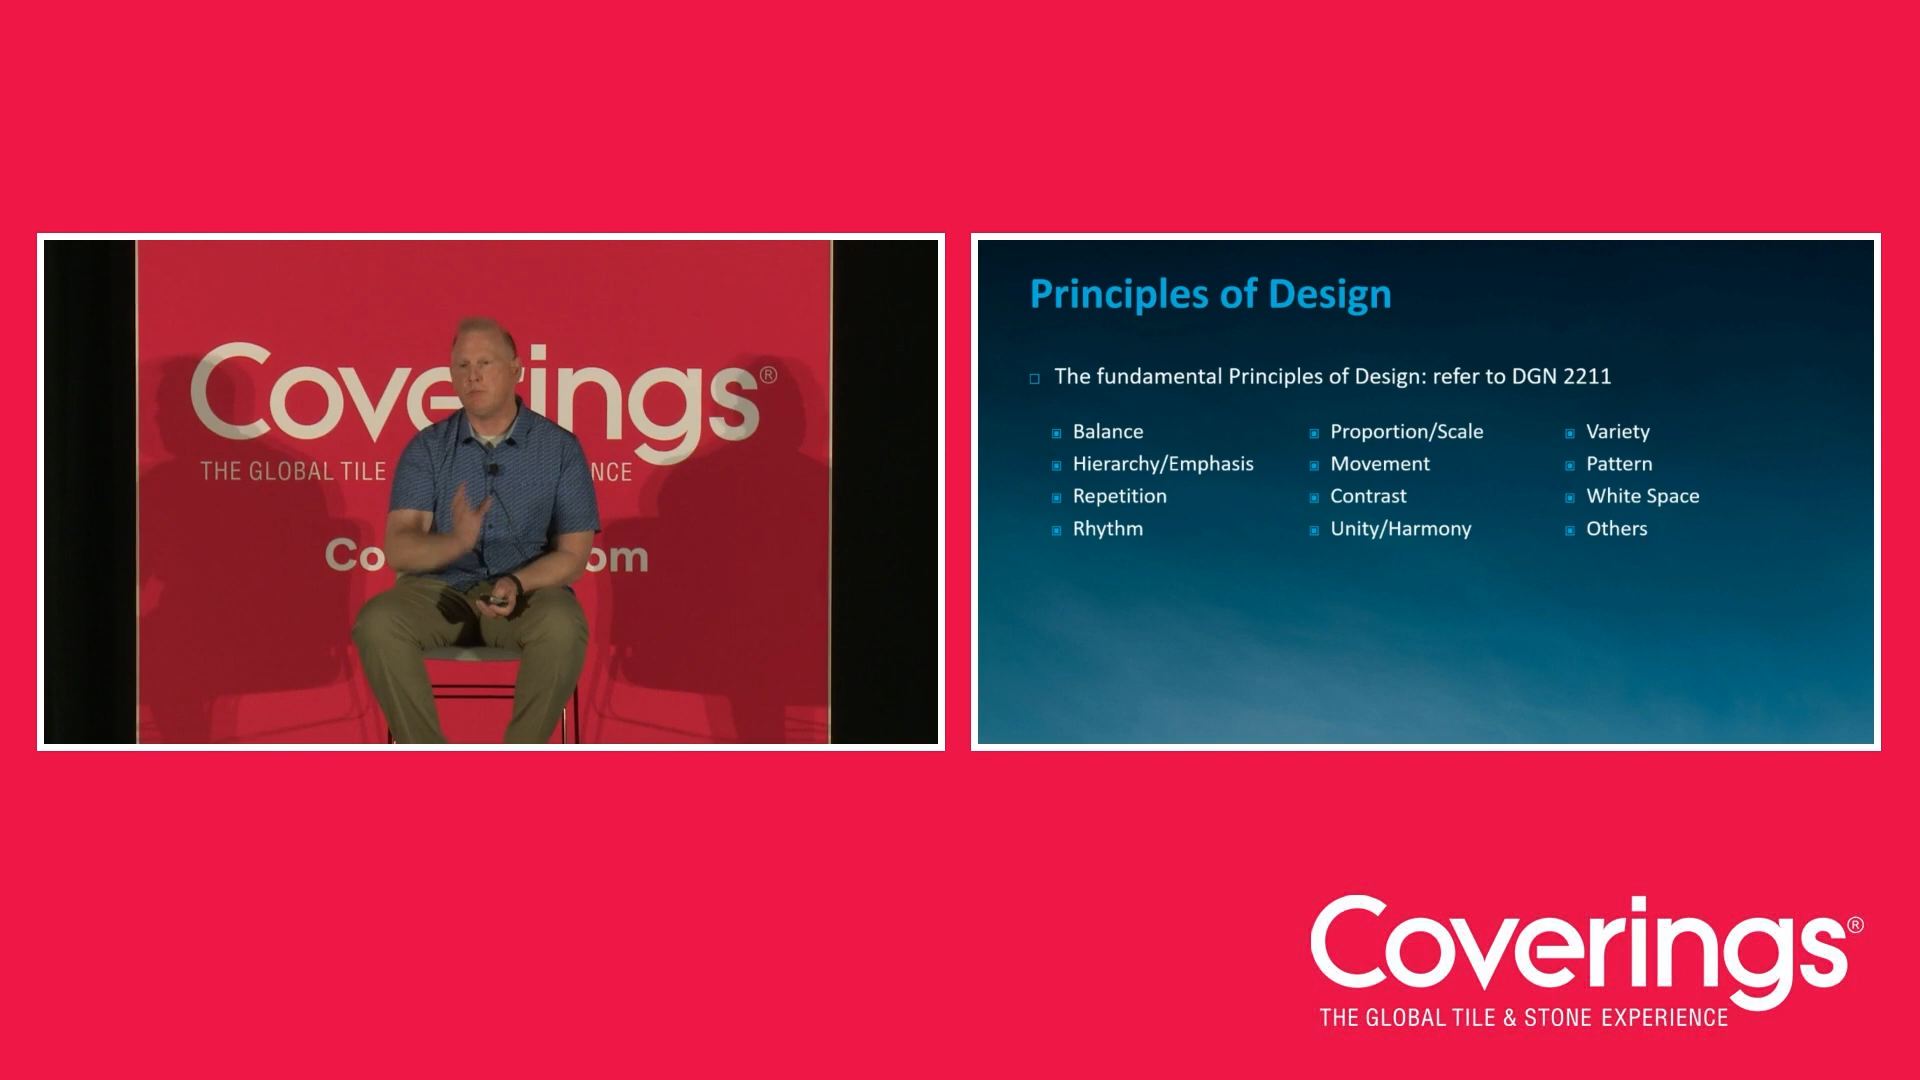 Coverings®
THE GLOBAL TILE
NCE
Co
om
Principles of Design
The fundamental Principles of Design: refer to DGN 2211
Balance
Hierarchy/Emphasis
Repetition
Rhythm
Proportion/Scale
Movement
Contrast
Unity/Harmony
Variety
Pattern
White Space
Others
Coverings®
THE GLOBAL TILE & STONE EXPERIENCE